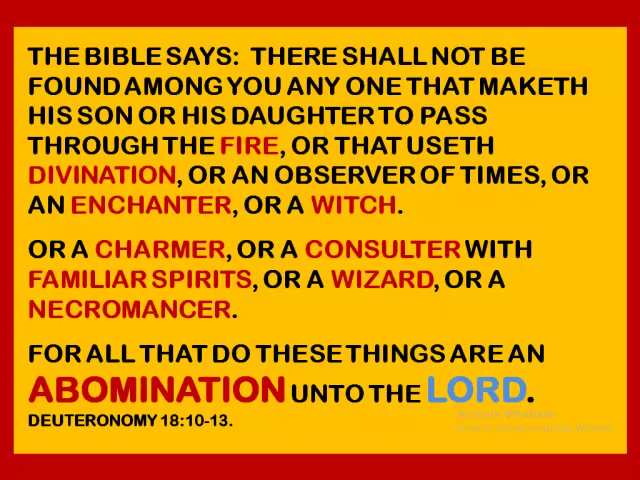 THE BIBLE SAYS: THERE SHALL NOT BE
FOUND AMONG YOU ANY ONE THAT MAKETH
HIS SON OR HIS DAUGHTER TO PASS
THROUGH THE FIRE, OR THAT USETH
DIVINATION, OR AN OBSERVER OF TIMES, OR
AN ENCHANTER, OR A WITCH.
OR A CHARMER, OR A CONSULTER WITH
FAMILIAR SPIRITS, OR A WIZARD, OR A
NECROMANCER.
FOR ALL THAT DO THESE THINGS ARE AN
ABOMINATION UNTO THE LORD.
DEUTERONOMY 18:10-13.